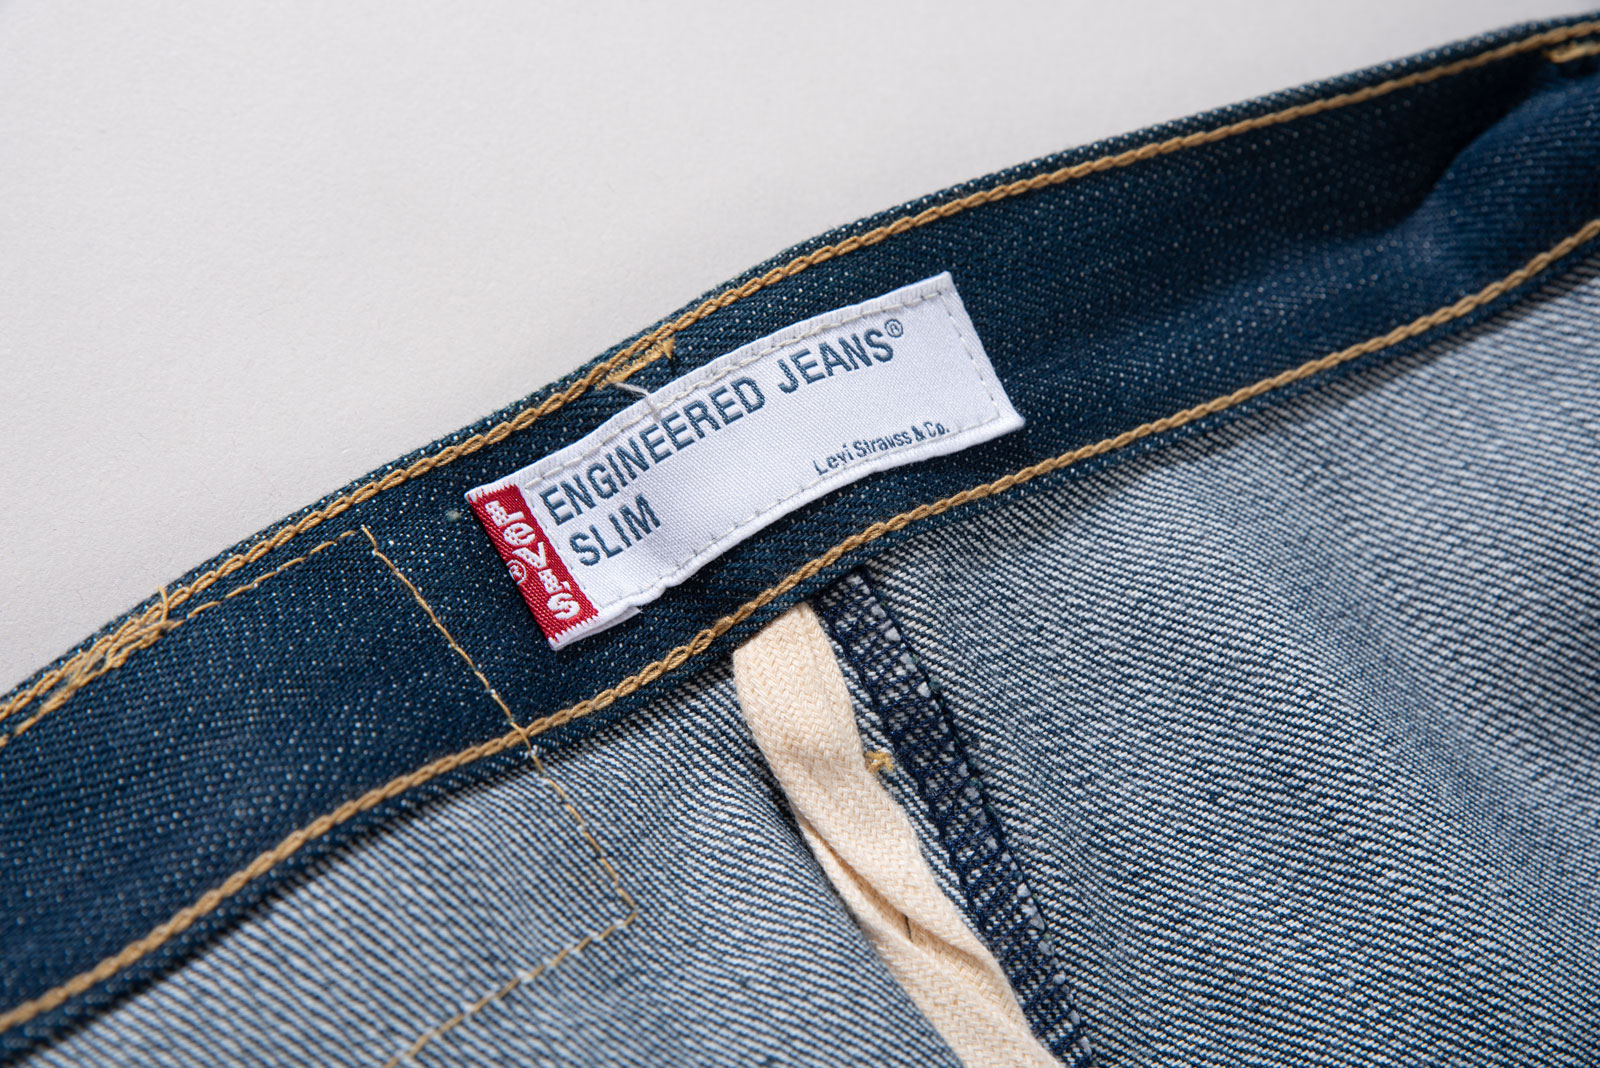 LEVI'S®
ENGINEERED JEANS®
SLIM
Levi Strauss & Co.